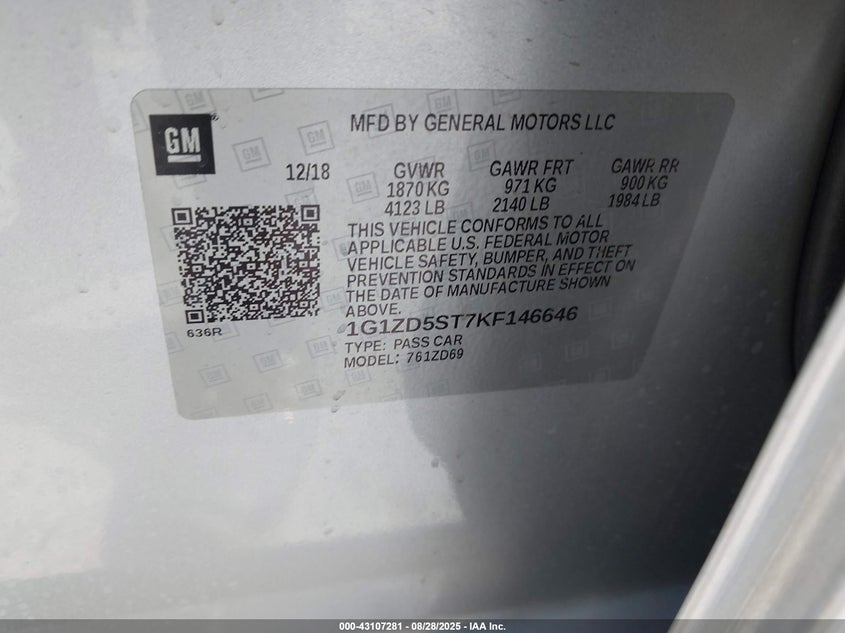 GM®
MFD BY GENERAL MOTORS LLC
12/18 GVWR GAWR FRT GAWR RR
1870 KG 971 KG 900 KG
4123 LB 2140 LB 1984 LB
THIS VEHICLE CONFORMS TO ALL
APPLICABLE U.S. FEDERAL MOTOR
VEHICLE SAFETY, BUMPER, AND THEFT
PREVENTION STANDARDS IN EFFECT ON
THE DATE OF MANUFACTURE SHOWN
ABOVE.
636R
1G1ZD5ST7KF146646
TYPE: PASS CAR
MODEL: 761ZD69
000-43107281 - 08/28/2025 - IAA Inc.